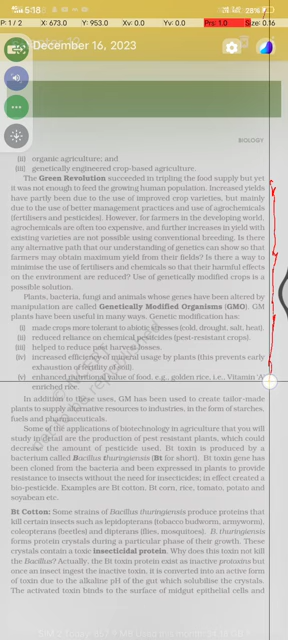 P: 1 / 2 X: 673.0 Y: 953.0 Xv: 0.0 Yv: 0.0 Prs: 1.0 Size: 0.16
5:18 28%
December 16, 2023
BIOLOGY
(ii) organic agriculture; and
(iii) genetically engineered crop-based agriculture.
The Green Revolution succeeded in tripling the food supply but yet
it was not enough to feed the growing human population. Increased yields
have partly been due to the use of improved crop varieties, but mainly
due to the use of better management practices and use of agrochemicals
(fertilisers and pesticides). However, for farmers in the developing world,
agrochemicals are often too expensive, and further increases in yield with
existing varieties are not possible using conventional breeding. Is there
any alternative path that our understanding of genetics can show so that
farmers may obtain maximum yield from their fields? Is there a way to
minimise the use of fertilisers and chemicals so that their harmful effects
on the environment are reduced? Use of genetically modified crops is a
possible solution.
Plants, bacteria, fungi and animals whose genes have been altered by
manipulation are called Genetically Modified Organisms (GMO). GM
plants have been useful in many ways. Genetic modification has:
(i) made crops more tolerant to abiotic stresses (cold, drought, salt, heat).
(ii) reduced reliance on chemical pesticides (pest-resistant crops).
(iii) helped to reduce post harvest losses.
(iv) increased efficiency of mineral usage by plants (this prevents early
exhaustion of fertility of soil).
(v) enhanced nutritional value of food, e.g., golden rice, i.e., Vitamin 'A'
enriched rice.
In addition to these uses, GM has been used to create tailor-made
plants to supply alternative resources to industries, in the form of starches,
fuels and pharmaceuticals.
Some of the applications of biotechnology in agriculture that you will
study in detail are the production of pest resistant plants, which could
decrease the amount of pesticide used. Bt toxin is produced by a
bacterium called Bacillus thuringiensis (Bt for short). Bt toxin gene has
been cloned from the bacteria and been expressed in plants to provide
resistance to insects without the need for insecticides; in effect created a
bio-pesticide. Examples are Bt cotton, Bt corn, rice, tomato, potato and
soyabean etc.
Bt Cotton: Some strains of Bacillus thuringiensis produce proteins that
kill certain insects such as lepidopterans (tobacco budworm, armyworm),
coleopterans (beetles) and dipterans (flies, mosquitoes). B. thuringiensis
forms protein crystals during a particular phase of their growth. These
crystals contain a toxic insecticidal protein. Why does this toxin not kill
the Bacillus? Actually, the Bt toxin protein exist as inactive protoxins but
once an insect ingest the inactive toxin, it is converted into an active form
of toxin due to the alkaline pH of the gut which solubilise the crystals.
The activated toxin binds to the surface of midgut epithelial cells and